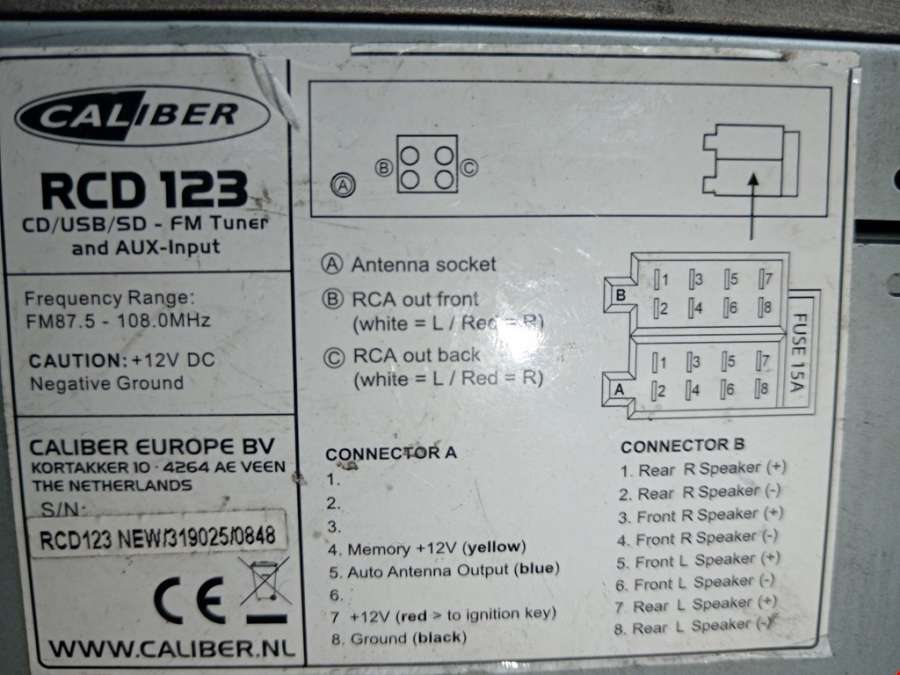 CALIBER
RCD 123
CD/USB/SD - FM Tuner
and AUX-Input
Frequency Range:
FM87.5 - 108.0MHz
CAUTION: +12V DC
Negative Ground
CALIBER EUROPE BV
KORTAKKER 10 · 4264 AE VEEN
THE NETHERLANDS
S/N:
RCD123 NEW/319025/0848
CE
WWW.CALIBER.NL
A
B
C
A Antenna socket
B RCA out front
(white = L / Red = R)
C RCA out back
(white = L / Red = R)
B
1 3 5 7
2 4 6 8
A
1 3 5 7
2 4 6 8
FUSE 15A
CONNECTOR A
1.
2.
3.
4. Memory +12V (yellow)
5. Auto Antenna Output (blue)
6.
7 +12V (red > to ignition key)
8. Ground (black)
CONNECTOR B
1. Rear R Speaker (+)
2. Rear R Speaker (-)
3. Front R Speaker (+)
4. Front R Speaker (-)
5. Front L Speaker (+)
6. Front L Speaker (-)
7. Rear L Speaker (+)
8. Rear L Speaker (-)